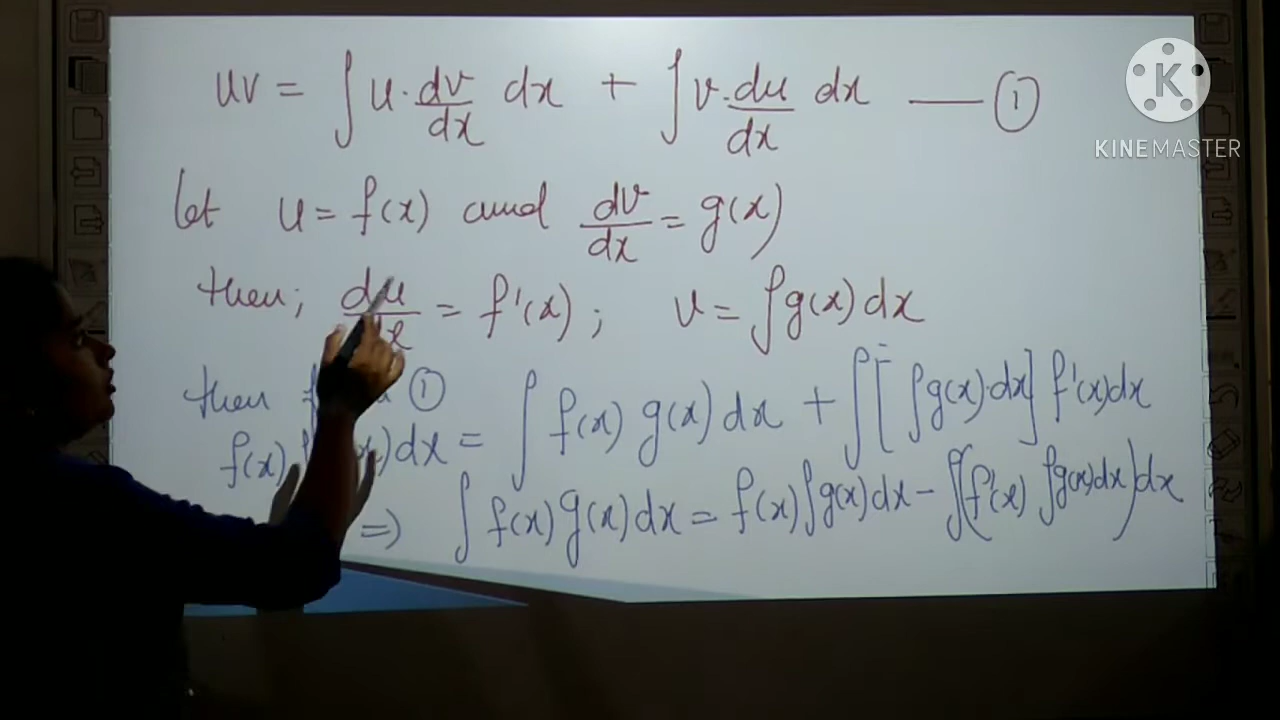 uv = ∫ u · dv/dx dx + ∫ v · du/dx dx —— ①
KINEMASTER
let u = f(x) and dv/dx = g(x)
then; du/dx = f'(x); v = ∫g(x) dx
then ①
f(x) dx = ∫ f(x) g(x) dx + ∫ [ ∫g(x)·dx] f'(x)dx
=> ∫ f(x) g(x) dx = f(x) ∫g(x) dx - ∫(f'(x) ∫g(x)dx)dx